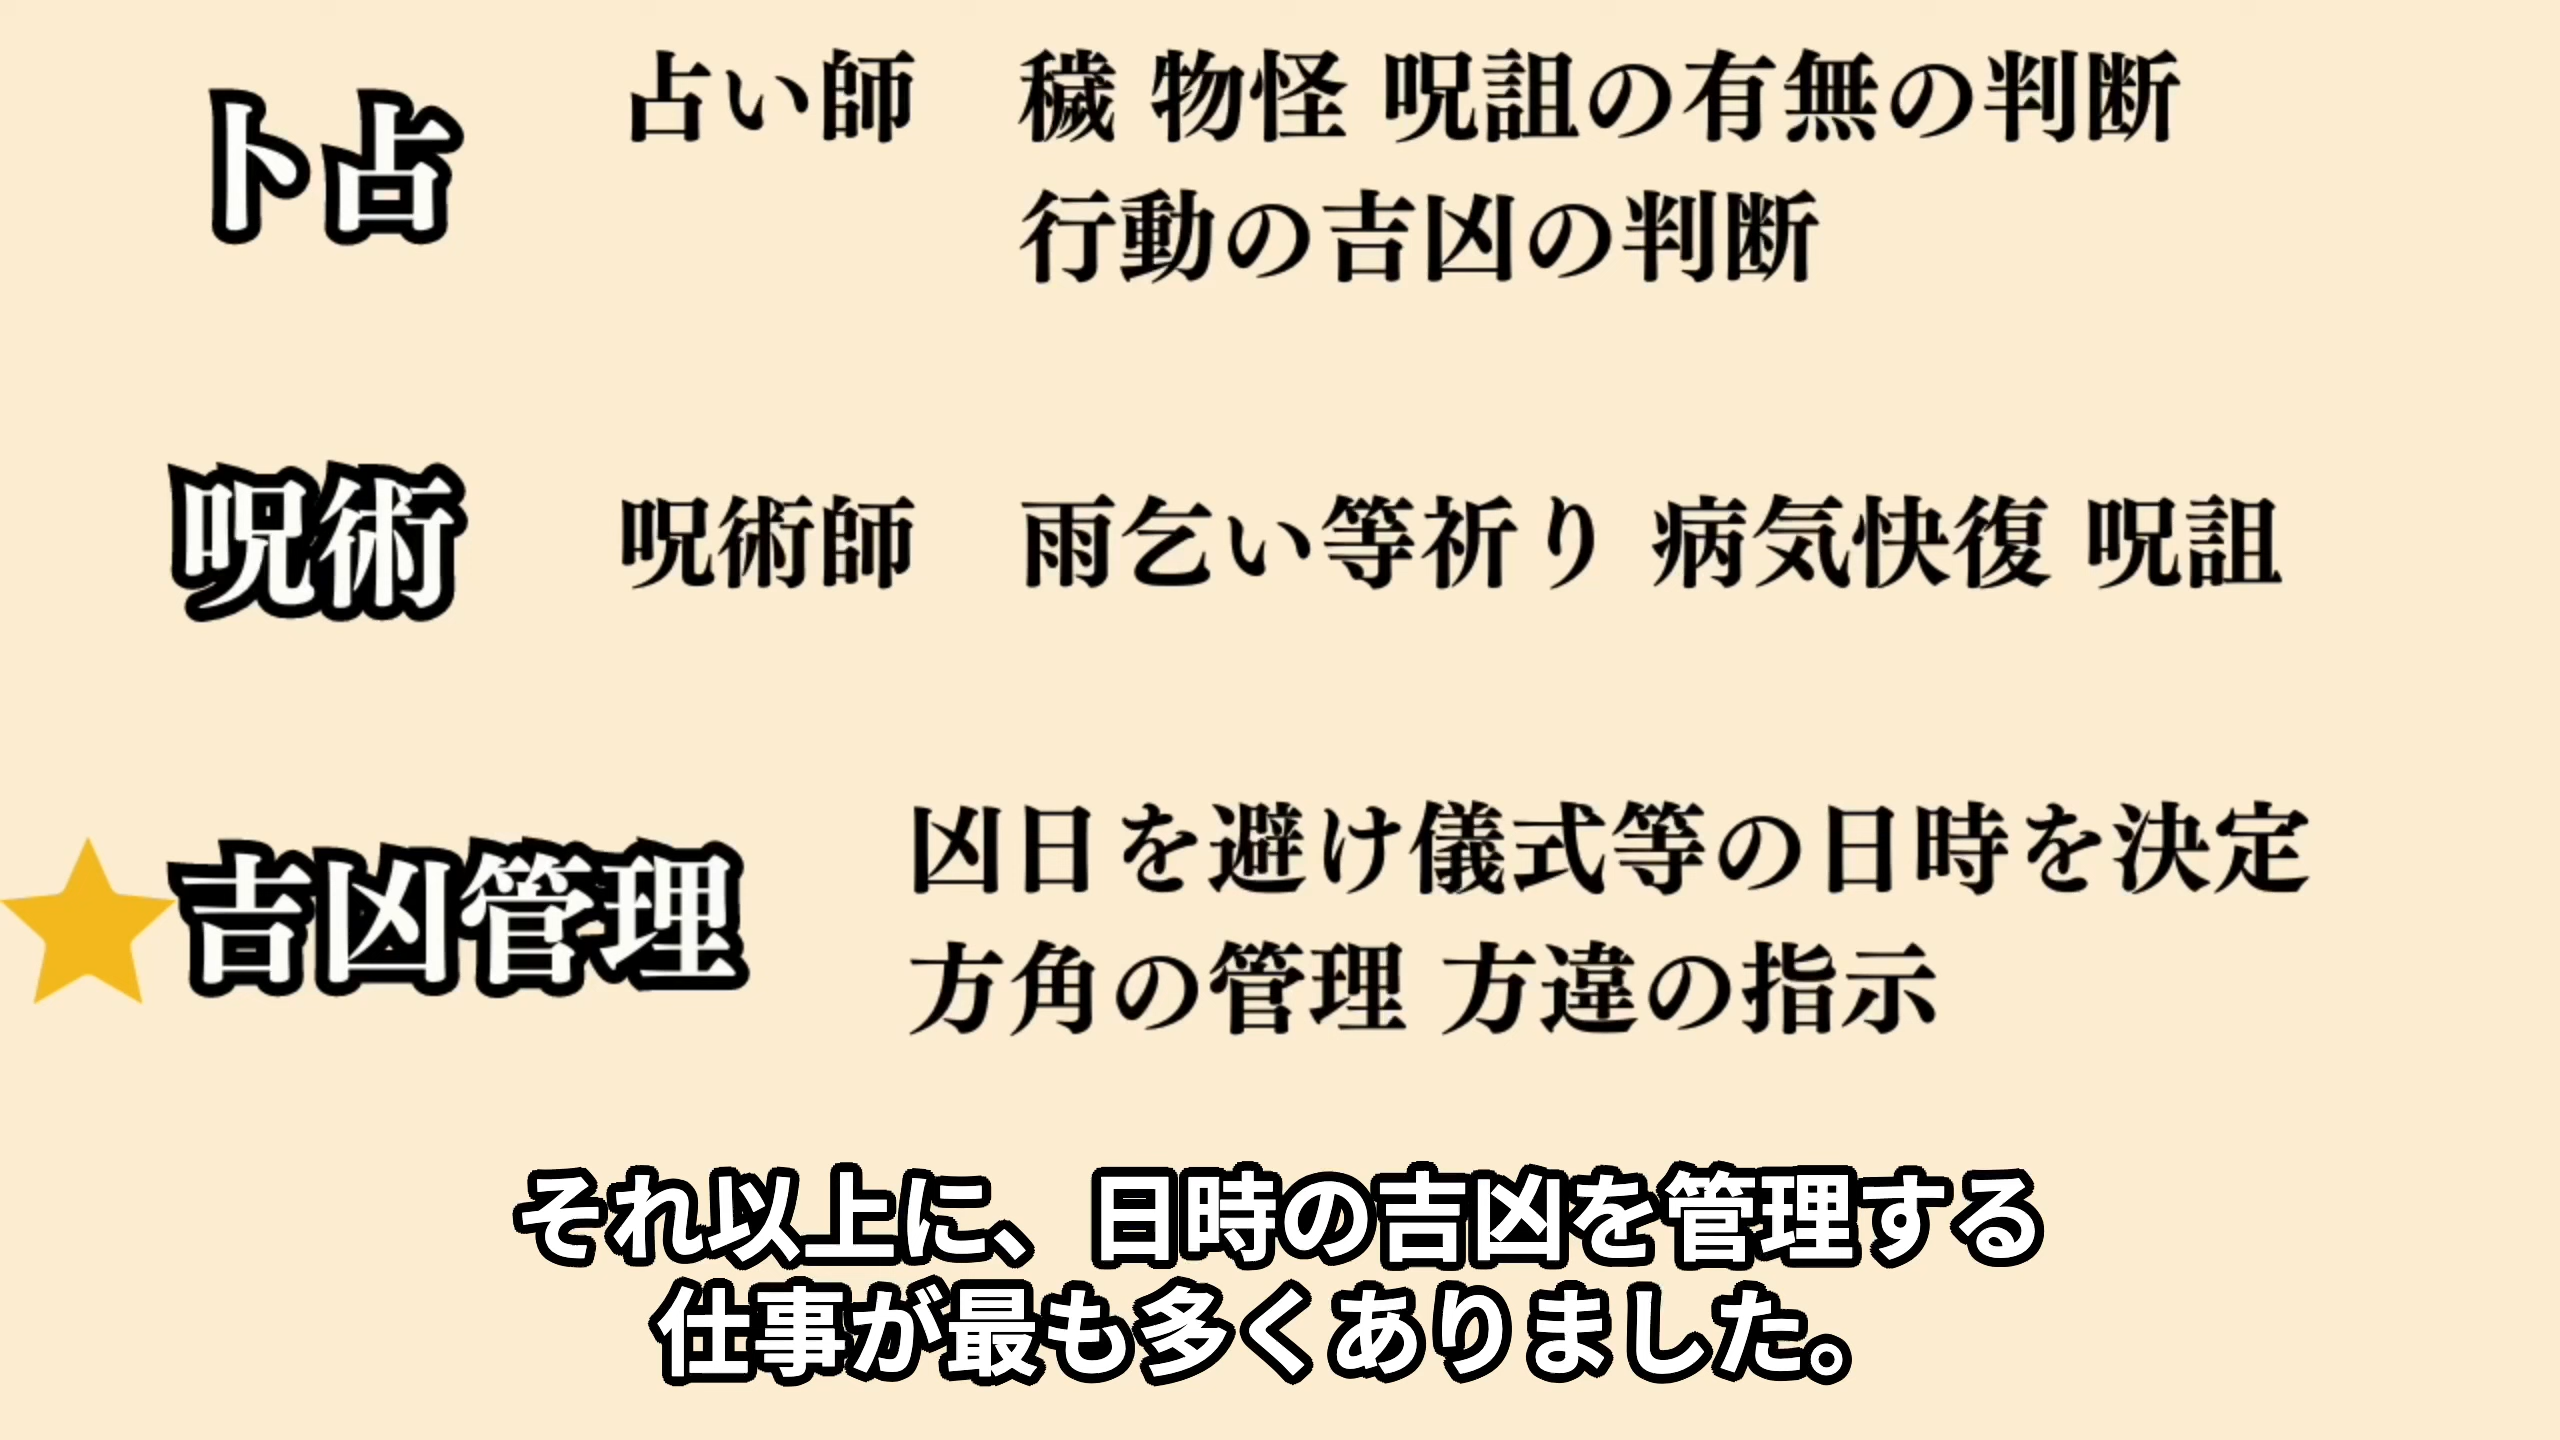 卜占
占い師　穢 物怪 呪詛の有無の判断
行動の吉凶の判断
呪術
呪術師　雨乞い等祈り 病気快復 呪詛
吉凶管理
凶日を避け儀式等の日時を決定
方角の管理 方違の指示
それ以上に、日時の吉凶を管理する
仕事が最も多くありました。